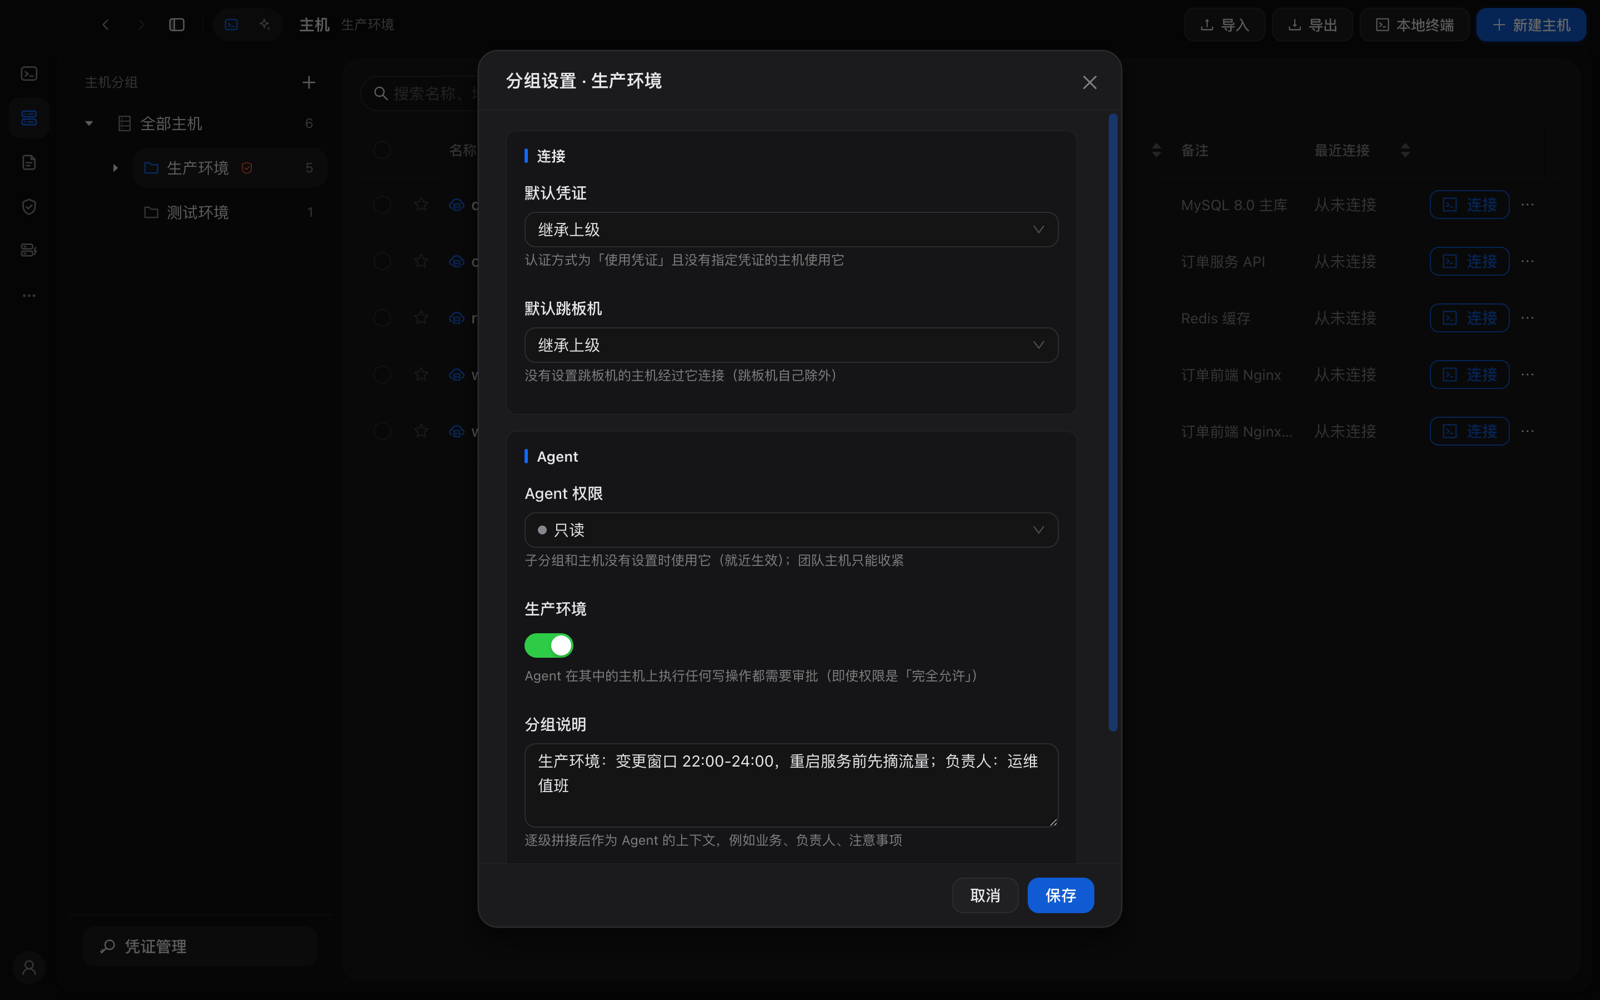 主机 生产环境
导入
导出
本地终端
新建主机
主机分组
全部主机 6
生产环境 5
测试环境 1
凭证管理
搜索名称、
名称
备注
最近连接
MySQL 8.0 主库 从未连接 连接
订单服务 API 从未连接 连接
Redis 缓存 从未连接 连接
订单前端 Nginx 从未连接 连接
订单前端 Nginx... 从未连接 连接
分组设置 · 生产环境
连接
默认凭证
继承上级
认证方式为「使用凭证」且没有指定凭证的主机使用它
默认跳板机
继承上级
没有设置跳板机的主机经过它连接（跳板机自己除外）
Agent
Agent 权限
只读
子分组和主机没有设置时使用它（就近生效）；团队主机只能收紧
生产环境
Agent 在其中的主机上执行任何写操作都需要审批（即使权限是「完全允许」）
分组说明
生产环境：变更窗口 22:00-24:00，重启服务前先摘流量；负责人：运维
值班
逐级拼接后作为 Agent 的上下文，例如业务、负责人、注意事项
取消
保存